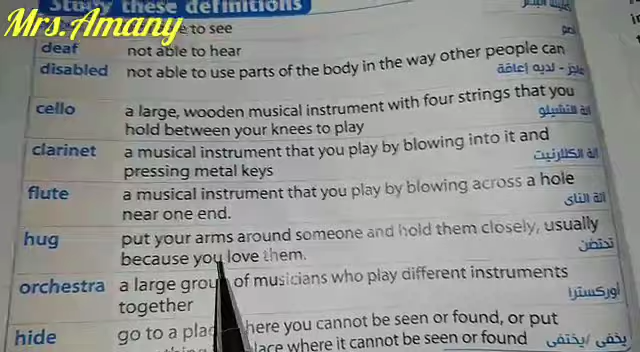 Study these definitions
Mrs.Amany
to see
deaf not able to hear
disabled not able to use parts of the body in the way other people can
عاجز - لديه إعاقة
cello a large, wooden musical instrument with four strings that you
hold between your knees to play آلة التشيلو
clarinet a musical instrument that you play by blowing into it and
pressing metal keys آلة الكلارنيت
flute a musical instrument that you play by blowing across a hole
near one end. آلة الناى
hug put your arms around someone and hold them closely, usually
because you love them. تحتضن
orchestra a large group of musicians who play different instruments
together أوركسترا
hide go to a place where you cannot be seen or found, or put
place where it cannot be seen or found يخفى / يختفى